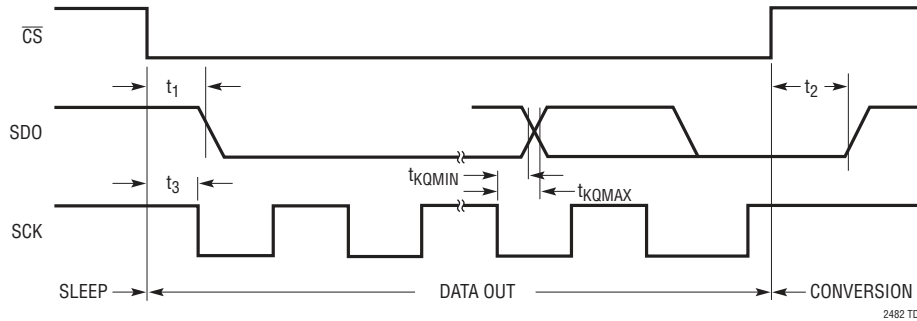 CS
t1
t2
SDO
tKQMIN
t3
tKQMAX
SCK
SLEEP DATA OUT CONVERSION
2482 TD